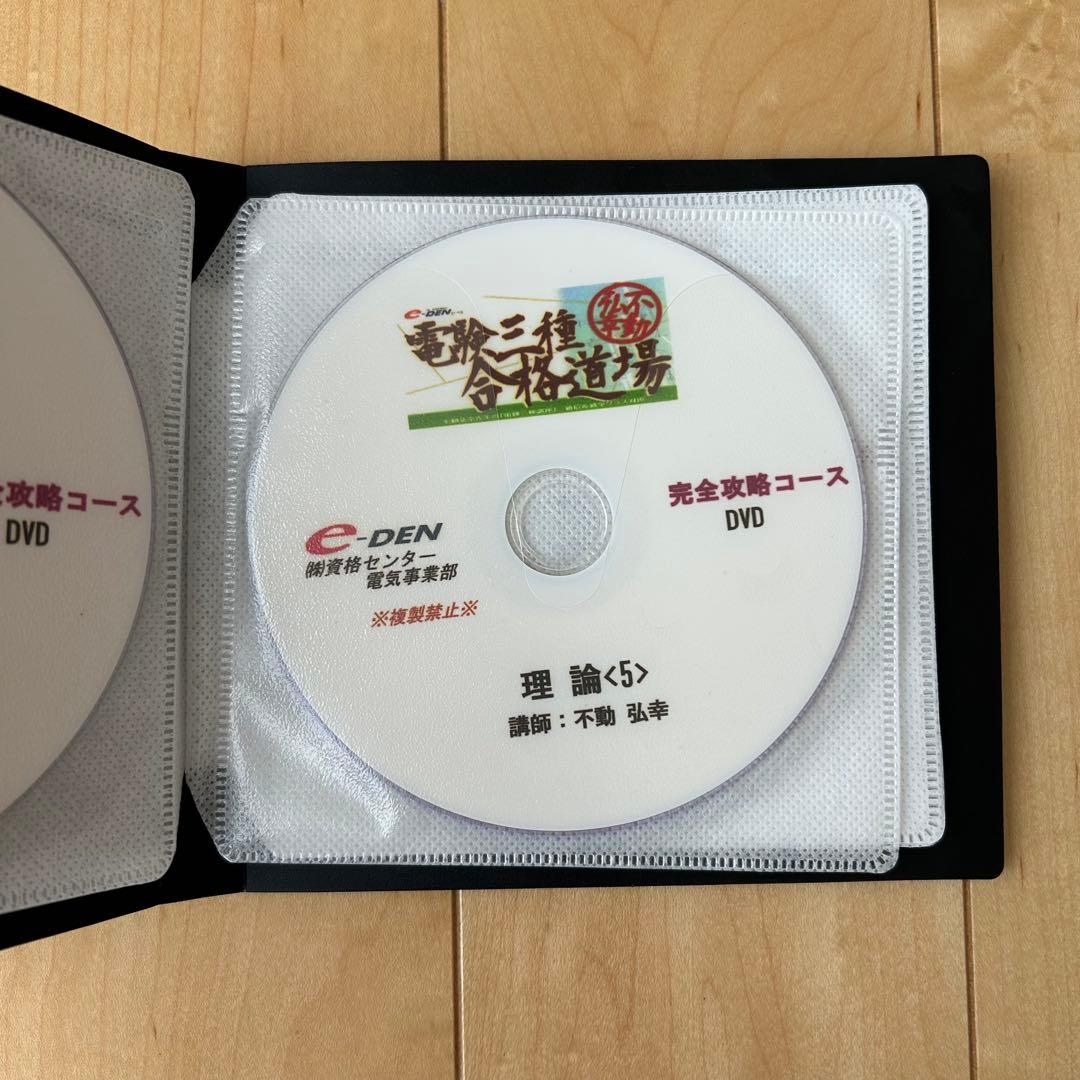 e-DEN
電験三種
合格道場
不動
弘幸
全攻略コース
DVD
完全攻略コース
DVD
e-DEN
㈱資格センター
電気事業部
※複製禁止※
理 論<5>
講師：不動 弘幸